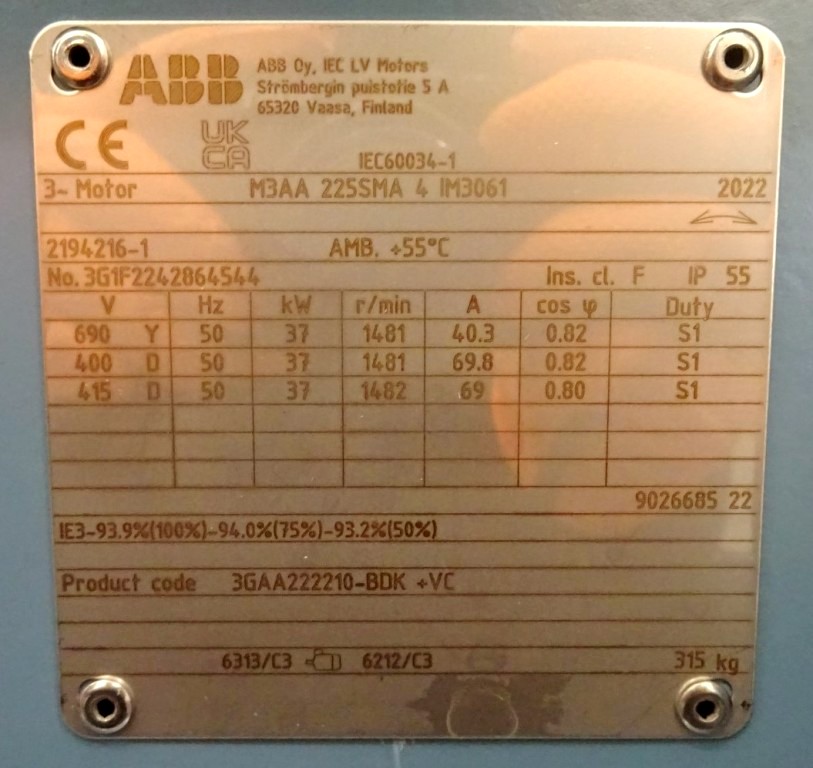 ABB
ABB Oy, IEC LV Motors
Strömbergin puistotie 5 A
65320 Vaasa, Finland
CE UKCA IEC60034-1
3~ Motor M3AA 225SMA 4 IM3061 2022
2194216-1 AMB. +55°C
No. 3G1F2242864544 Ins. cl. F IP 55
V Hz kW r/min A cos φ Duty
690 Y 50 37 1481 40.3 0.82 S1
400 D 50 37 1481 69.8 0.82 S1
415 D 50 37 1482 69 0.80 S1
9026685 22
IE3-93.9%(100%)-94.0%(75%)-93.2%(50%)
Product code 3GAA222210-BDK +VC
6313/C3 6212/C3 315 kg